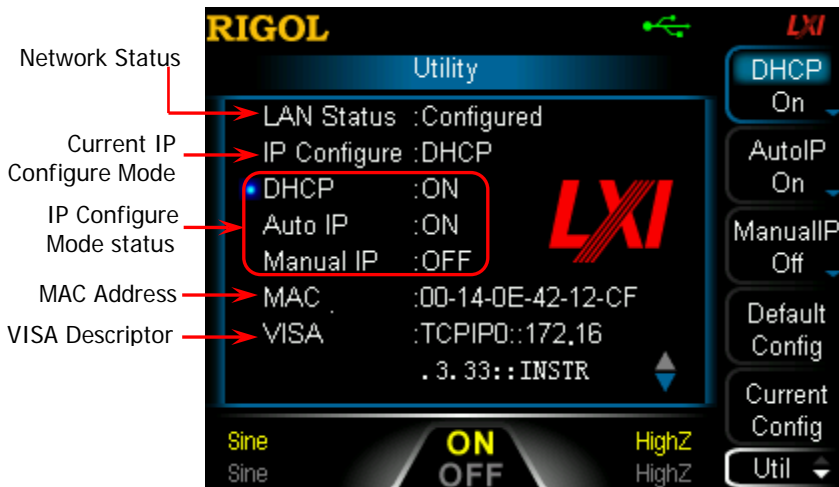 RIGOL
LXI
Network Status
Utility
DHCP
On
LAN Status :Configured
Current IP
Configure Mode
IP Configure :DHCP
AutoIP
On
IP Configure
Mode status
DHCP :ON
Auto IP :ON
Manual IP :OFF
LXI
ManualIP
Off
MAC Address
MAC :00-14-0E-42-12-CF
Default
Config
VISA Descriptor
VISA :TCPIP0::172.16
.3.33::INSTR
Current
Config
Sine ON HighZ
Sine OFF HighZ
Util